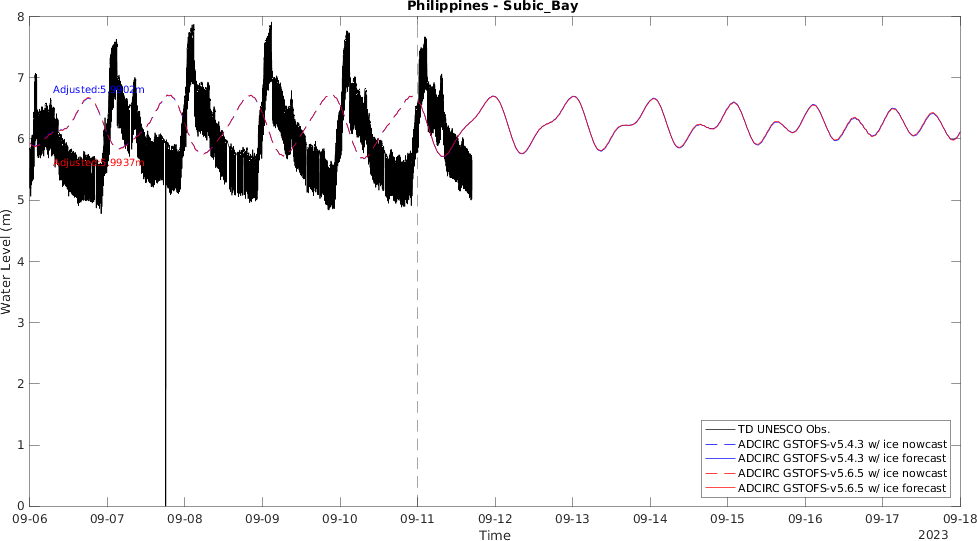 Philippines - Subic_Bay
8
7
6
5
4
3
2
1
0
Water Level (m)
09-06 09-07 09-08 09-09 09-10 09-11 09-12 09-13 09-14 09-15 09-16 09-17 09-18
Time
2023
TD UNESCO Obs.
ADCIRC GSTOFS-v5.4.3 w/ ice nowcast
ADCIRC GSTOFS-v5.4.3 w/ ice forecast
ADCIRC GSTOFS-v5.6.5 w/ ice nowcast
ADCIRC GSTOFS-v5.6.5 w/ ice forecast